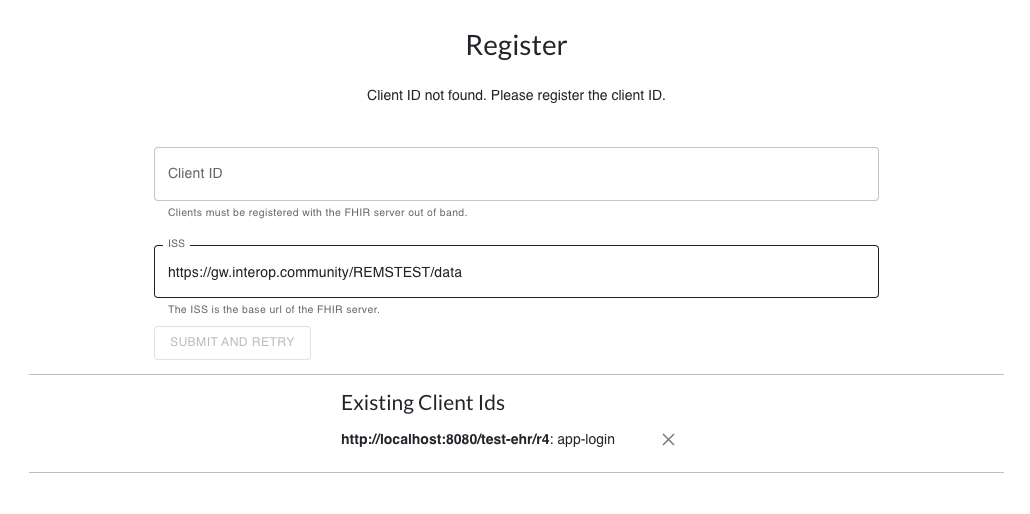 Register
Client ID not found. Please register the client ID.
Client ID
Clients must be registered with the FHIR server out of band.
ISS
https://gw.interop.community/REMSTEST/data
The ISS is the base url of the FHIR server.
SUBMIT AND RETRY
Existing Client Ids
http://localhost:8080/test-ehr/r4: app-login